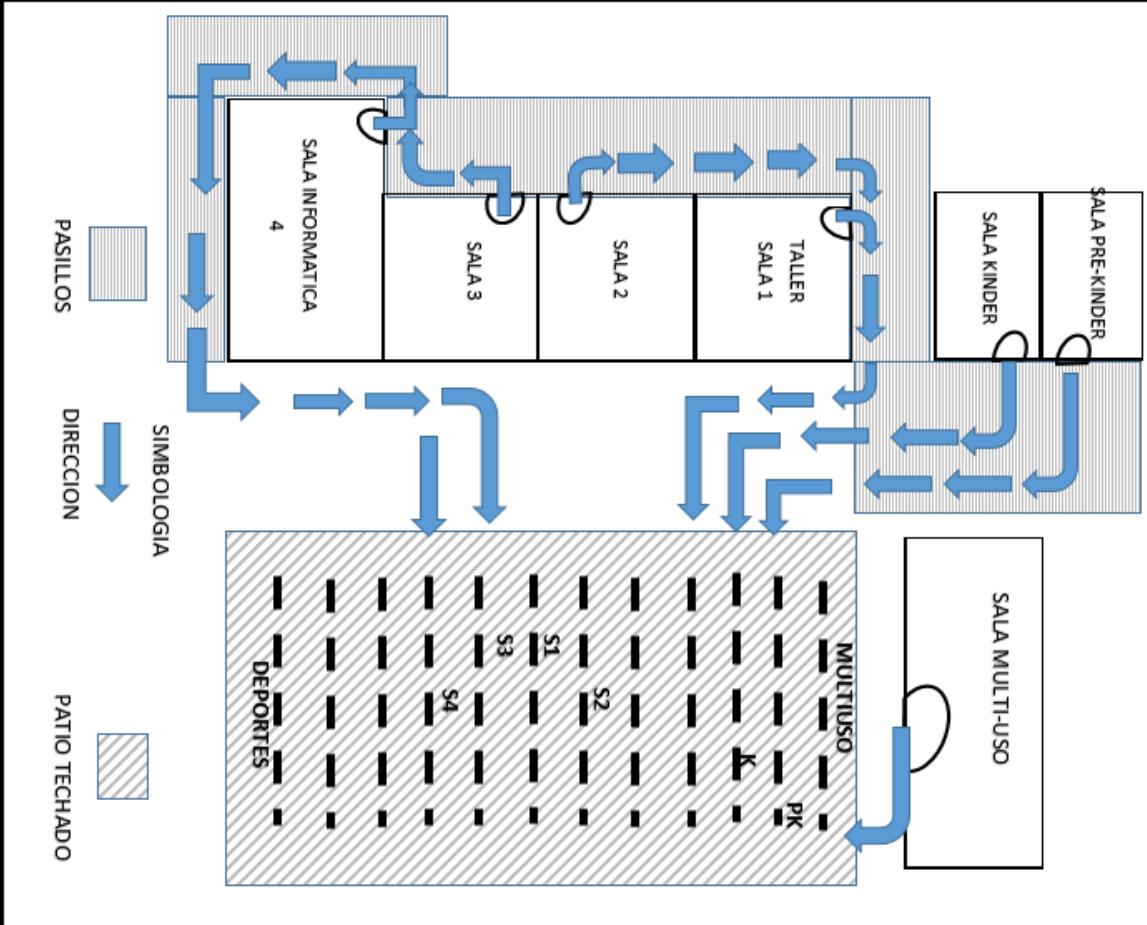 SALA INFORMATICA
4
SALA 3
SALA 2
TALLER
SALA 1
SALA KINDER
SALA PRE-KINDER
PASILLOS
SIMBOLOGIA
DIRECCION
PATIO TECHADO
DEPORTES
S4
S3
S1
S2
K
PK
MULTIUSO
SALA MULTI-USO